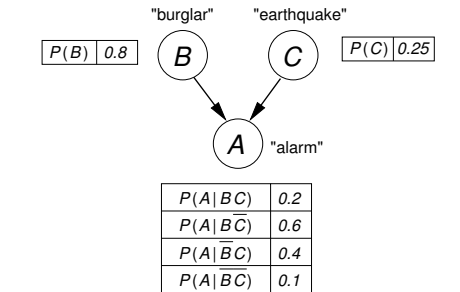 "burglar" "earthquake"
P(B) 0.8 B C P(C) 0.25
A "alarm"
P(A|BC) 0.2
P(A|BC̅) 0.6
P(A|B̅C) 0.4
P(A|B̅C̅) 0.1